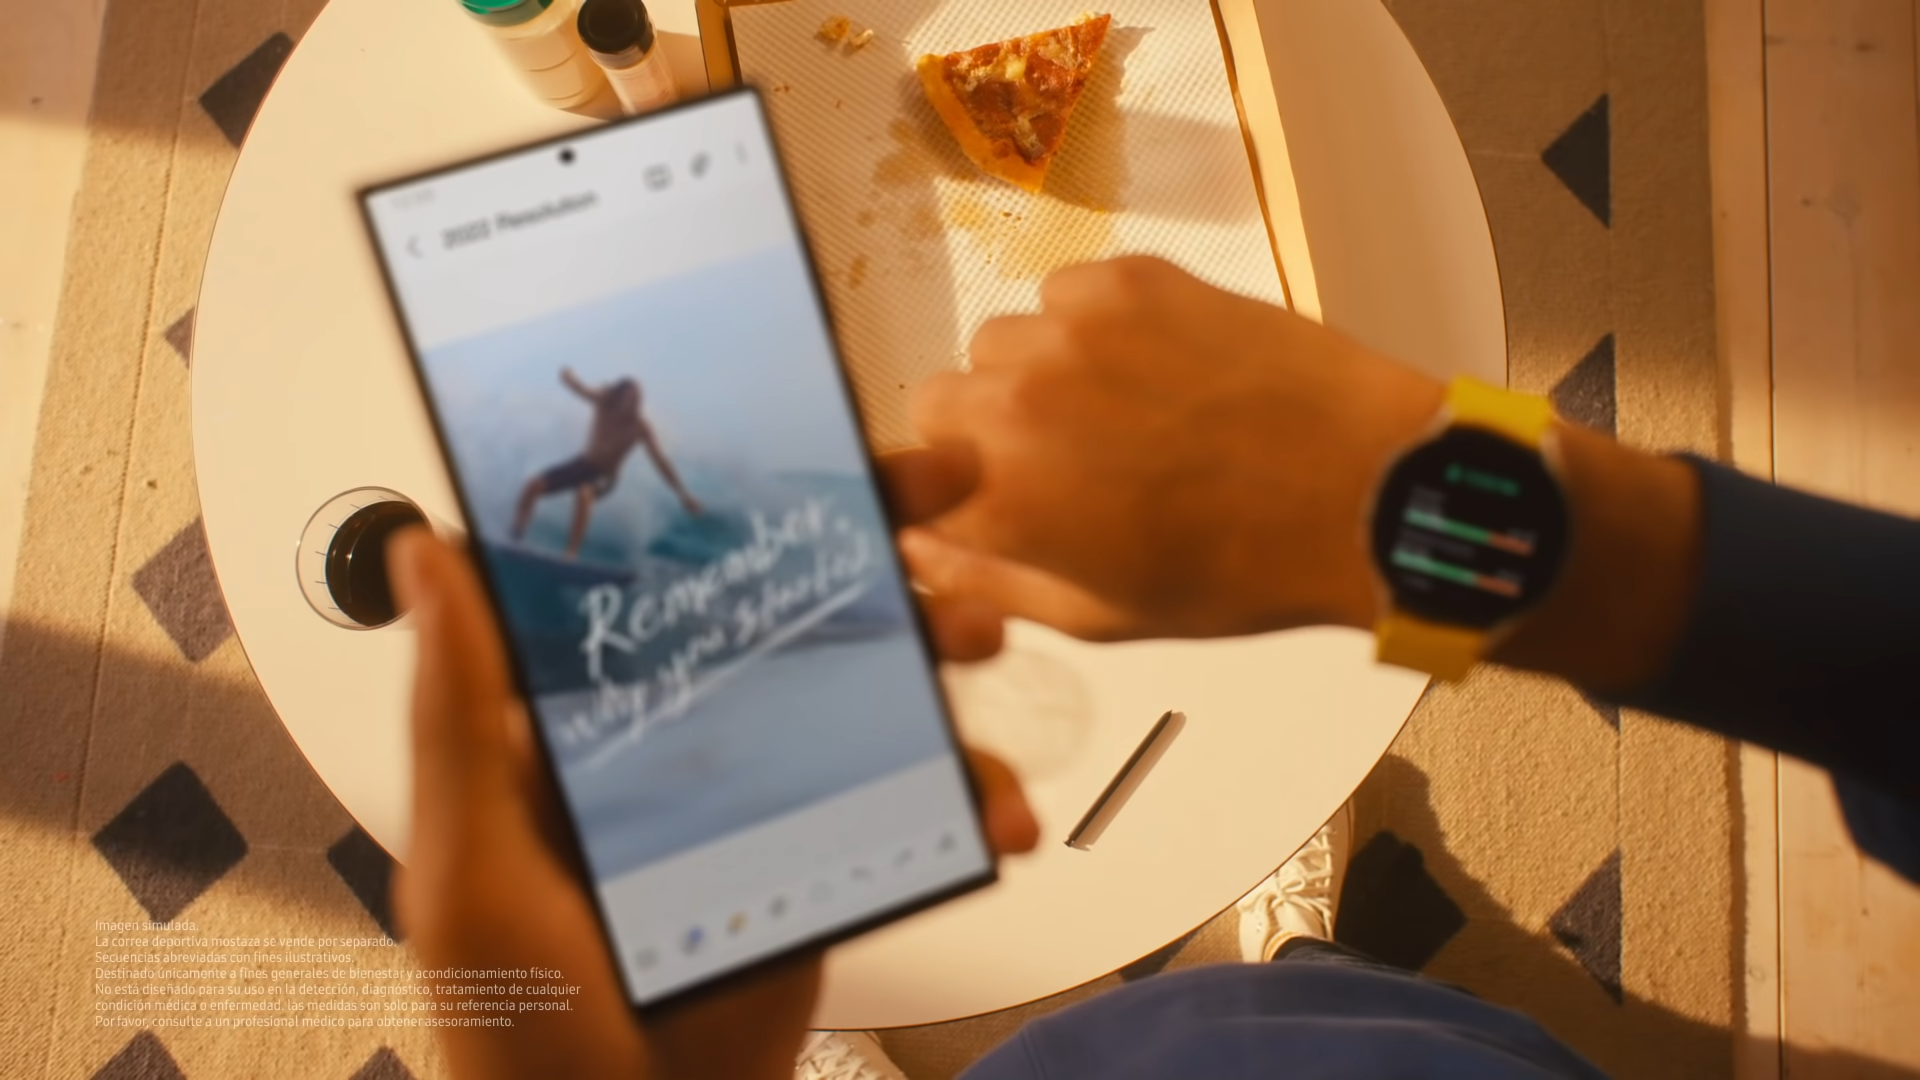 2022 Resolution
Remember,
why you started
Imagen simulada.
La correa deportiva mostaza se vende por separado.
Secuencias abreviadas con fines ilustrativos.
Destinado únicamente a fines generales de bienestar y acondicionamiento físico.
No está diseñado para su uso en la detección, diagnóstico, tratamiento de cualquier
condición médica o enfermedad. las medidas son solo para su referencia personal.
Por favor, consulte a un profesional médico para obtener asesoramiento.